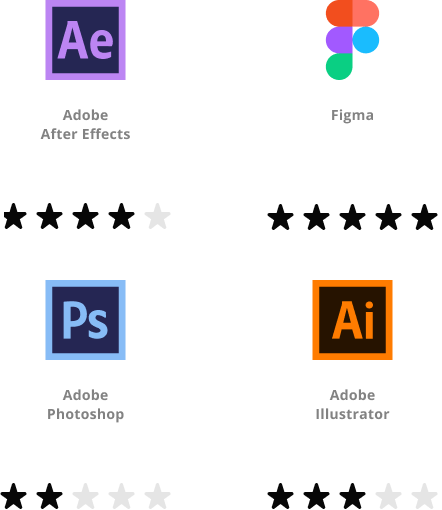 Ae
Adobe
After Effects
Figma
Ps
Adobe
Photoshop
Ai
Adobe
Illustrator